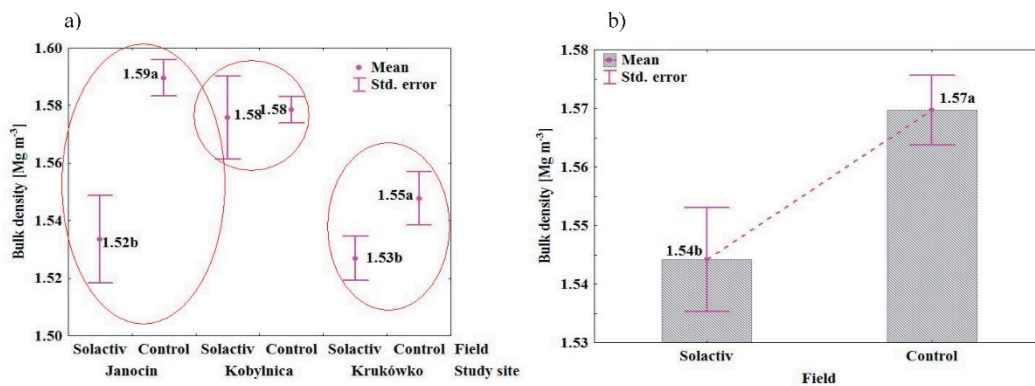 a)
Bulk density [Mg m⁻³]
1.60
1.58
1.56
1.54
1.52
1.50
Mean
Std. error
1.59a
1.52b
1.58
1.58
1.55a
1.53b
Solactiv Control Solactiv Control Solactiv Control Field
Janocin Kobylnica Krukówko Study site
b)
Bulk density [Mg m⁻³]
1.58
1.57
1.56
1.55
1.54
1.53
Mean
Std. error
1.57a
1.54b
Solactiv Control
Field